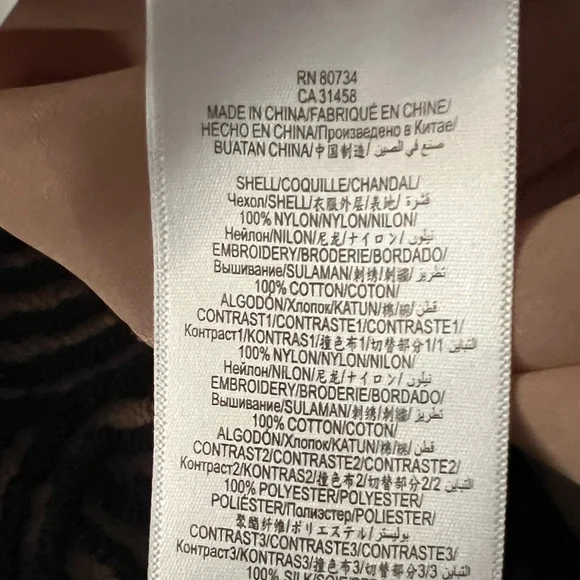 RN 80734
CA 31458
MADE IN CHINA/FABRIQUÉ EN CHINE/
HECHO EN CHINA/Произведено в Китае/
BUATAN CHINA/中国制造/ صنع في الصين
SHELL/COQUILLE/CHANDAL/
Чехол/SHELL/衣服外层/表地/ قشرة
100% NYLON/NYLON/NILON/
Нейлон/NILON/尼龙/ナイロン/ نيلون
EMBROIDERY/BRODERIE/BORDADO/
Вышивание/SULAMAN/刺绣/刺繍/ تطريز
100% COTTON/COTON/
ALGODÓN/Хлопок/KATUN/棉/綿/ قطن
CONTRAST1/CONTRASTE1/CONTRASTE1/
Контраст1/KONTRAS1/撞色布1/切替部分1/1 التباين
100% NYLON/NYLON/NILON/
Нейлон/NILON/尼龙/ナイロン/ نيلون
EMBROIDERY/BRODERIE/BORDADO/
Вышивание/SULAMAN/刺绣/刺繍/ تطريز
100% COTTON/COTON/
ALGODÓN/Хлопок/KATUN/棉/綿/ قطن
CONTRAST2/CONTRASTE2/CONTRASTE2/
Контраст2/KONTRAS2/撞色布2/切替部分2/2 التباين
100% POLYESTER/POLYESTER/
POLIÉSTER/Полиэстер/POLIESTER/
聚酯纤维/ポリエステル/ بوليستر
CONTRAST3/CONTRASTE3/CONTRASTE3/
Контраст3/KONTRAS3/撞色布3/切替部分3/3 التباين
100% SILK/SOIE/